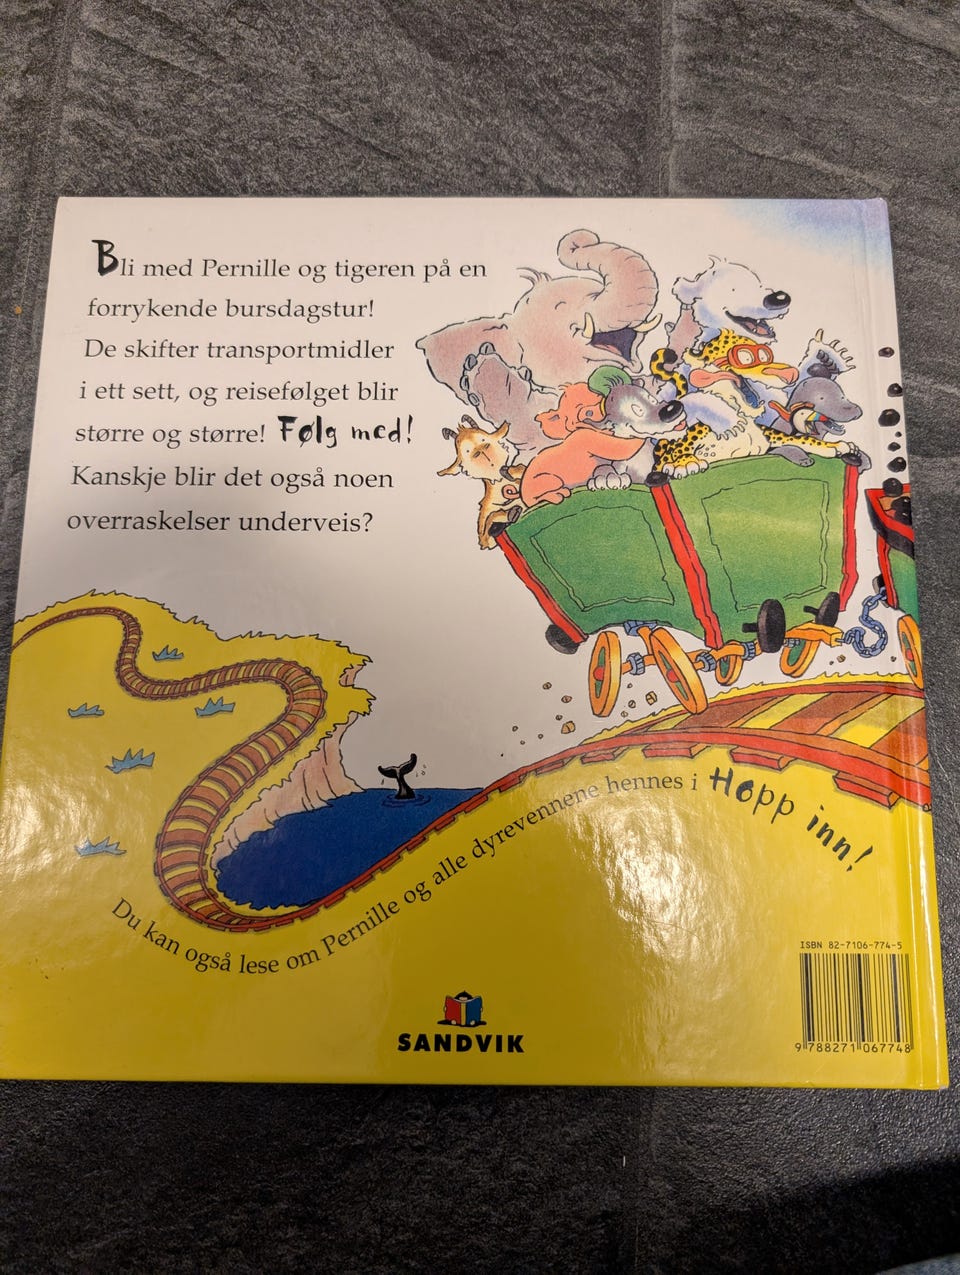 Bli med Pernille og tigeren på en
forrykende bursdagstur!
De skifter transportmidler
i ett sett, og reisefølget blir
større og større! Følg med!
Kanskje blir det også noen
overraskelser underveis?
Du kan også lese om Pernille og alle dyrevennene hennes i Hopp inn!
ISBN 82-7106-774-5
9 788271 067748
SANDVIK